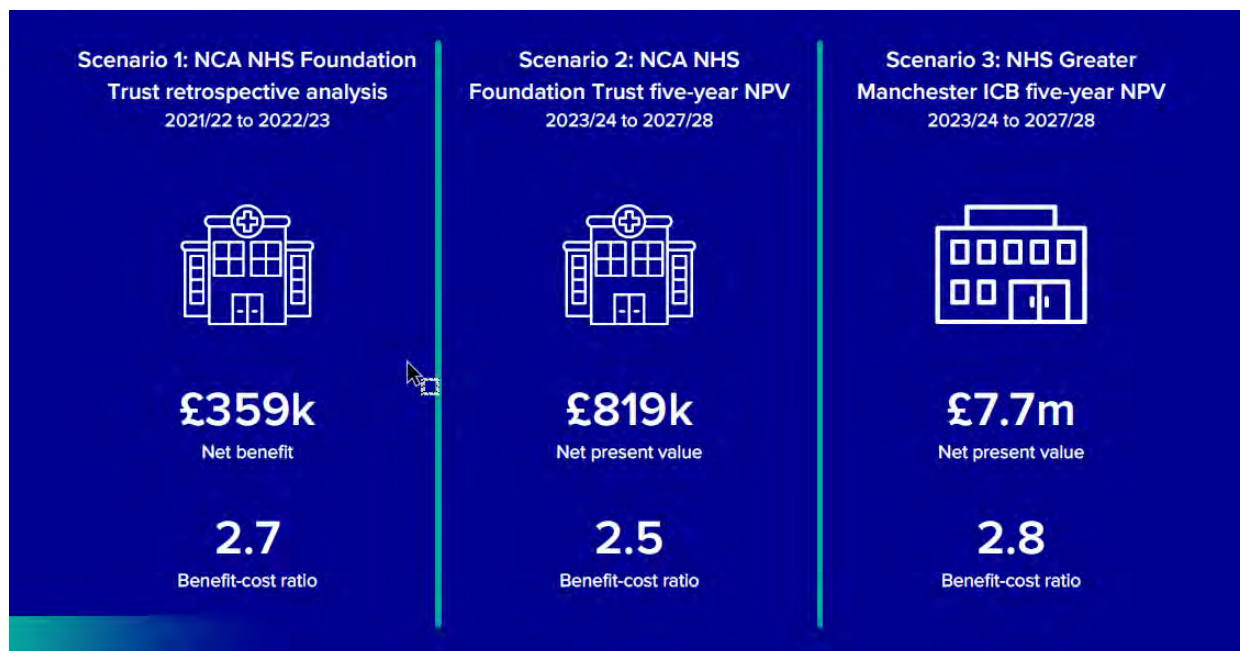 Scenario 1: NCA NHS Foundation
Trust retrospective analysis
2021/22 to 2022/23
£359k
Net benefit
2.7
Benefit-cost ratio
Scenario 2: NCA NHS
Foundation Trust five-year NPV
2023/24 to 2027/28
£819k
Net present value
2.5
Benefit-cost ratio
Scenario 3: NHS Greater
Manchester ICB five-year NPV
2023/24 to 2027/28
£7.7m
Net present value
2.8
Benefit-cost ratio